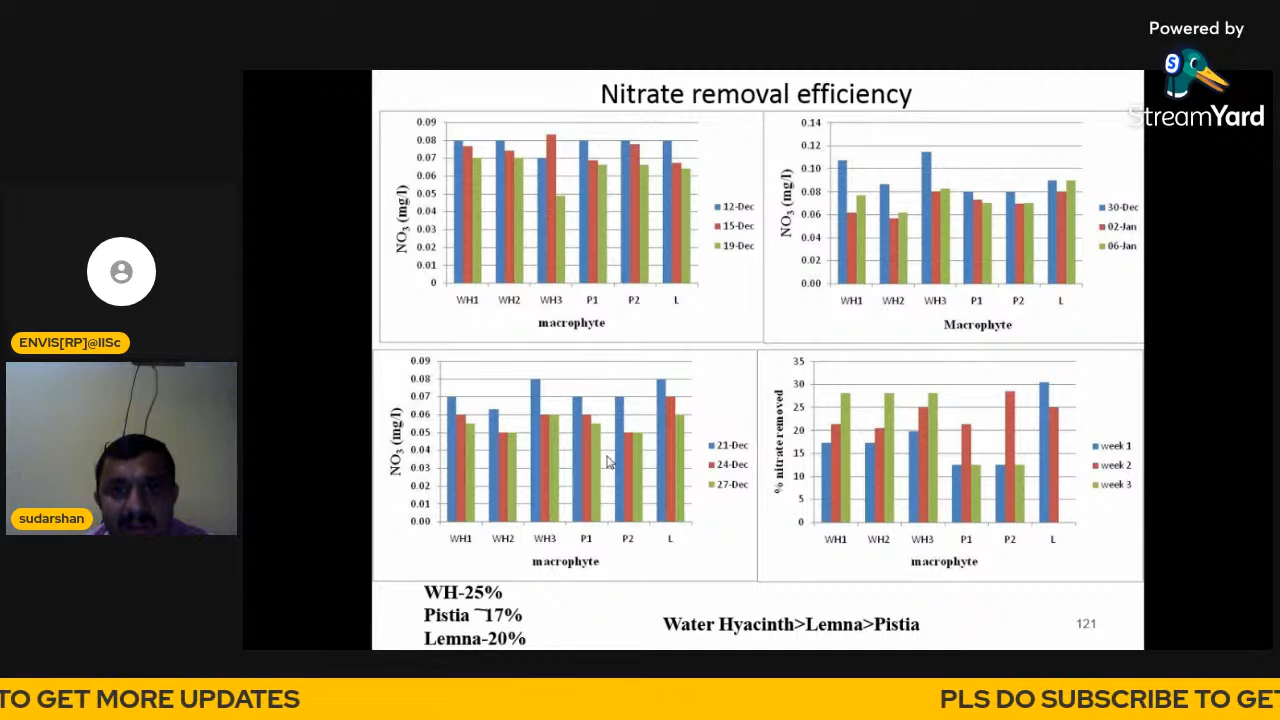 Powered by
S
StreamYard
Nitrate removal efficiency
NO3 (mg/l)
0.09
0.08
0.07
0.06
0.05
0.04
0.03
0.02
0.01
0
WH1 WH2 WH3 P1 P2 L
macrophyte
12-Dec
15-Dec
19-Dec
NO3 (mg/l)
0.14
0.12
0.10
0.08
0.06
0.04
0.02
0.00
WH1 WH2 WH3 P1 P2 L
Macrophyte
30-Dec
02-Jan
06-Jan
NO3 (mg/l)
0.09
0.08
0.07
0.06
0.05
0.04
0.03
0.02
0.01
0.00
WH1 WH2 WH3 P1 P2 L
macrophyte
21-Dec
24-Dec
27-Dec
% nitrate removed
35
30
25
20
15
10
5
0
WH1 WH2 WH3 P1 P2 L
macrophyte
week 1
week 2
week 3
WH-25%
Pistia ~17%
Lemna-20%
Water Hyacinth>Lemna>Pistia
121
ENVIS[RP]@IISc
sudarshan
TO GET MORE UPDATES
PLS DO SUBSCRIBE TO GET